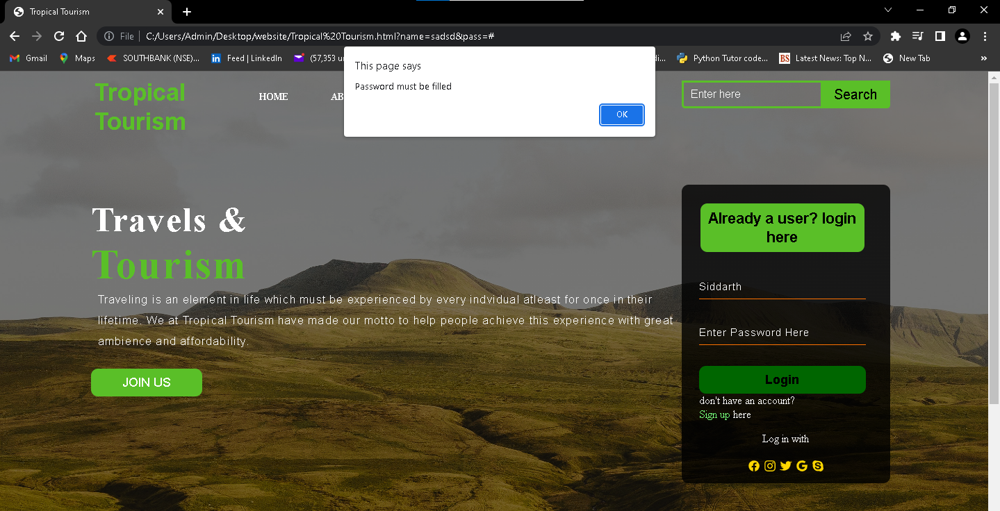 Tropical Tourism
File
C:/Users/Admin/Desktop/website/Tropical%20Tourism.html?name=sadsd&pass=#
Gmail
Maps
SOUTHBANK (NSE)...
Feed | LinkedIn
(57,353
Python Tutor code...
BS Latest News: Top N...
New Tab
»
This page says
Password must be filled
OK
Tropical
Tourism
HOME
Enter here
Search
Travels &
Tourism
Traveling is an element in life which must be experienced by every indvidual atleast for once in their
lifetime. We at Tropical Tourism have made our motto to help people achieve this experience with great
ambience and affordability.
JOIN US
Already a user? login
here
Siddarth
Enter Password Here
Login
don't have an account?
Sign up here
Log in with